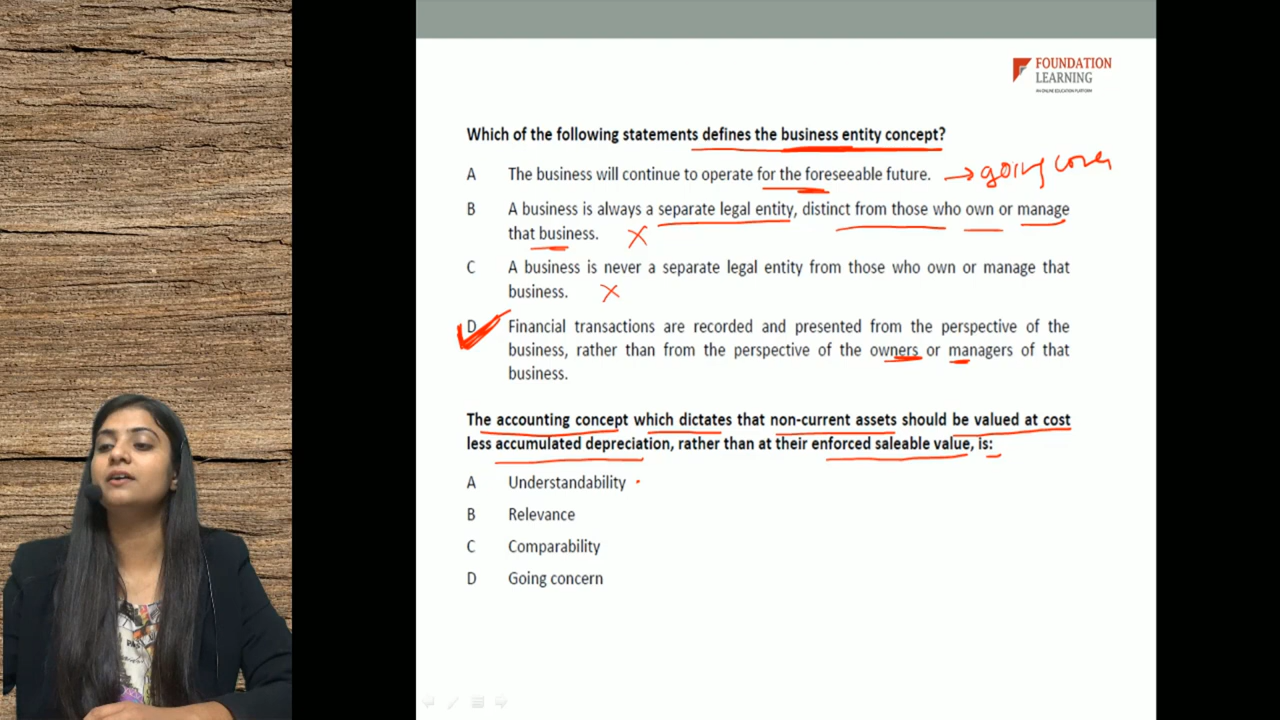 FOUNDATION
LEARNING
AN ONLINE EDUCATION PLATFORM
Which of the following statements defines the business entity concept?
A The business will continue to operate for the foreseeable future. → going
B A business is always a separate legal entity, distinct from those who own or manage
that business. X
C A business is never a separate legal entity from those who own or manage that
business. X
D Financial transactions are recorded and presented from the perspective of the
business, rather than from the perspective of the owners or managers of that
business.
The accounting concept which dictates that non-current assets should be valued at cost
less accumulated depreciation, rather than at their enforced saleable value, is:
A Understandability
B Relevance
C Comparability
D Going concern